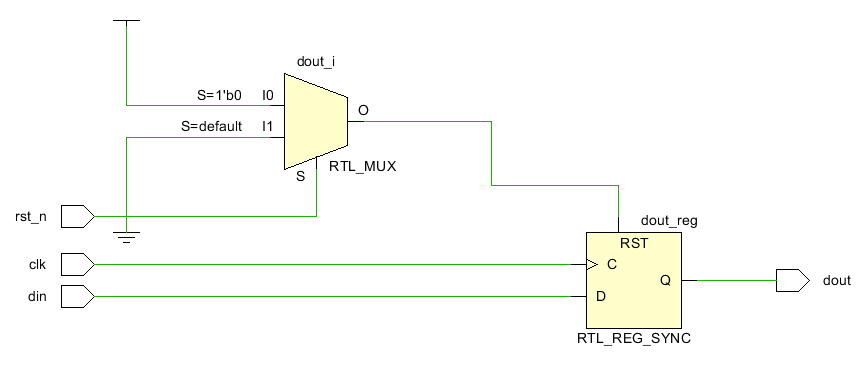 dout_i
S=1'b0 I0
S=default I1
O
S
RTL_MUX
rst_n
dout_reg
RST
clk
C
Q
dout
din
D
RTL_REG_SYNC